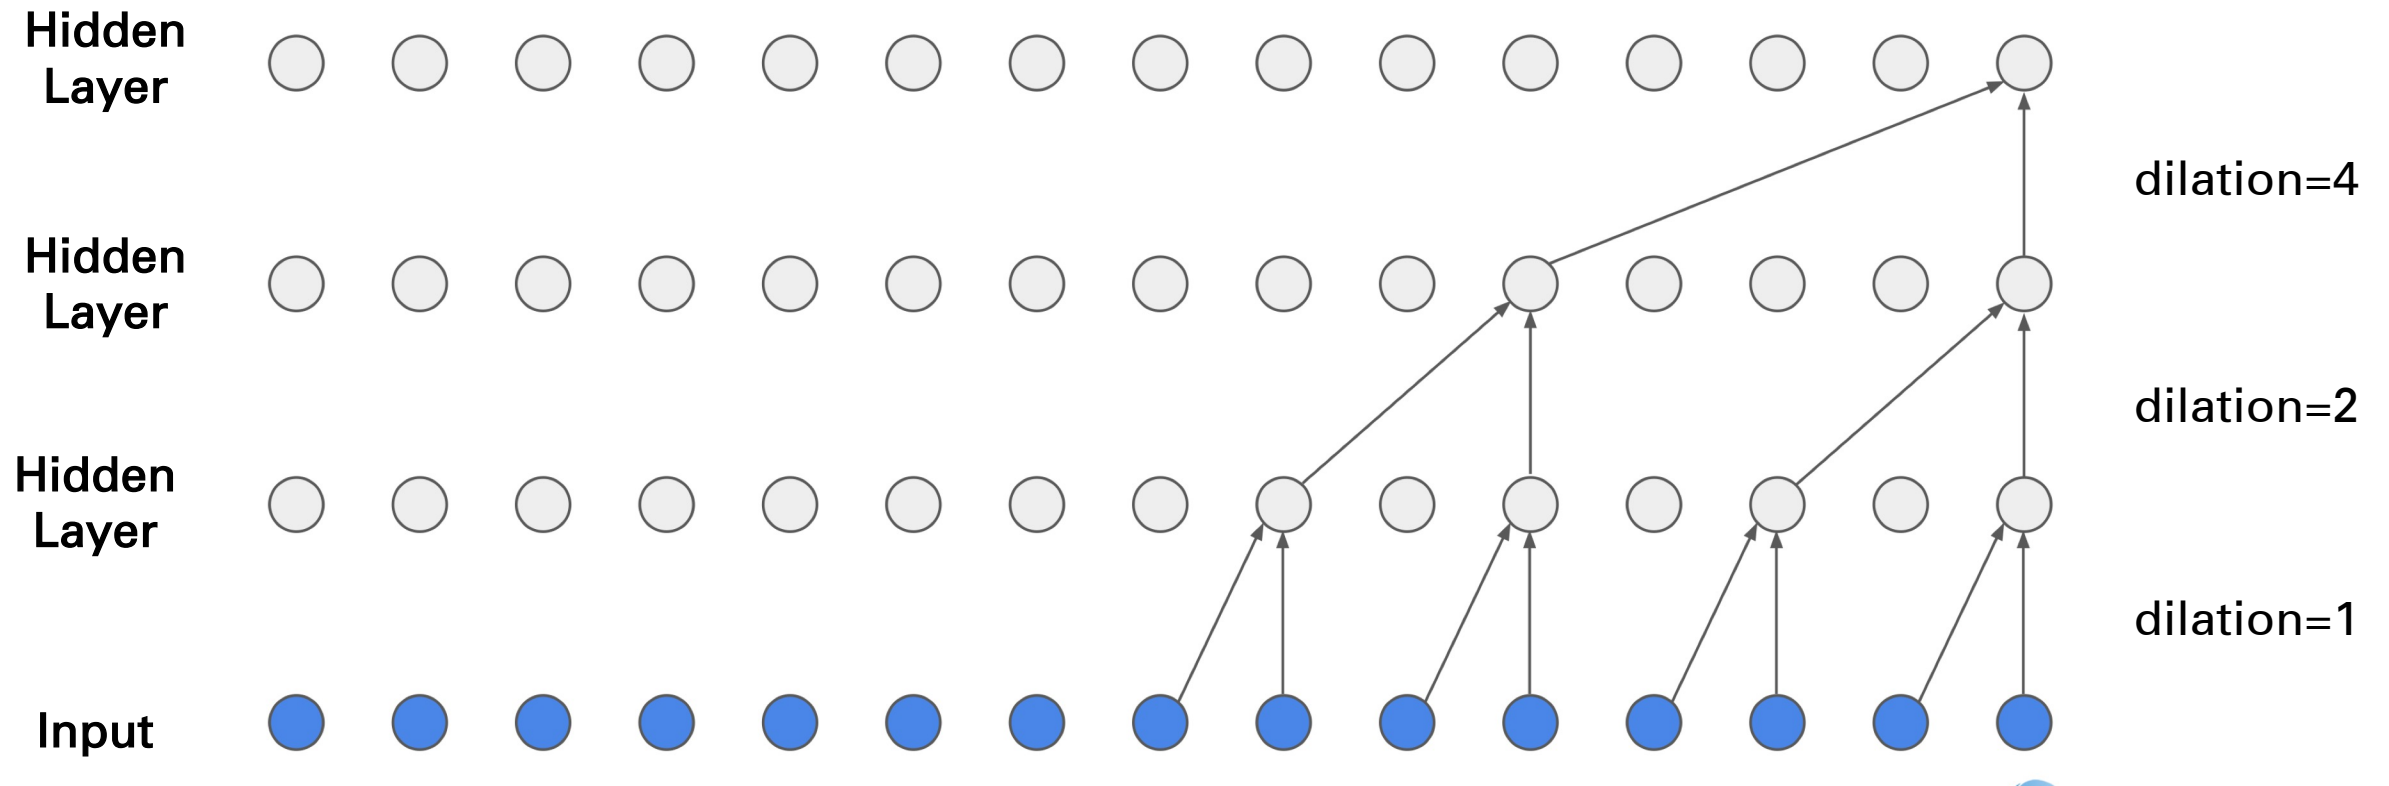 Hidden
Layer
dilation=4
Hidden
Layer
dilation=2
Hidden
Layer
dilation=1
Input